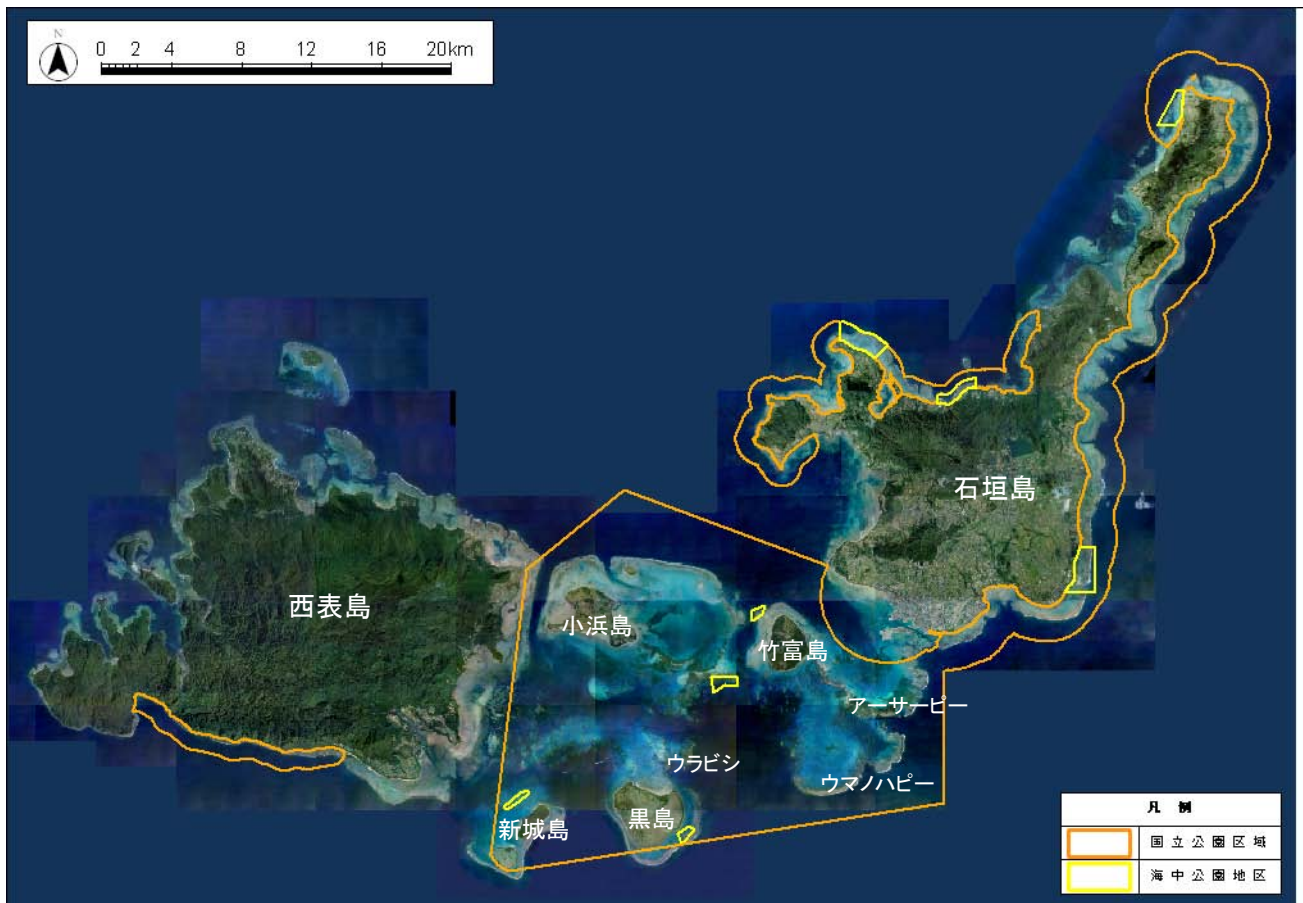 N
0 2 4 8 12 16 20km
石垣島
西表島
小浜島
竹富島
アーサーピー
ウラビシ
ウマノハピー
新城島
黒島
凡 例
国立公園区域
海中公園地区